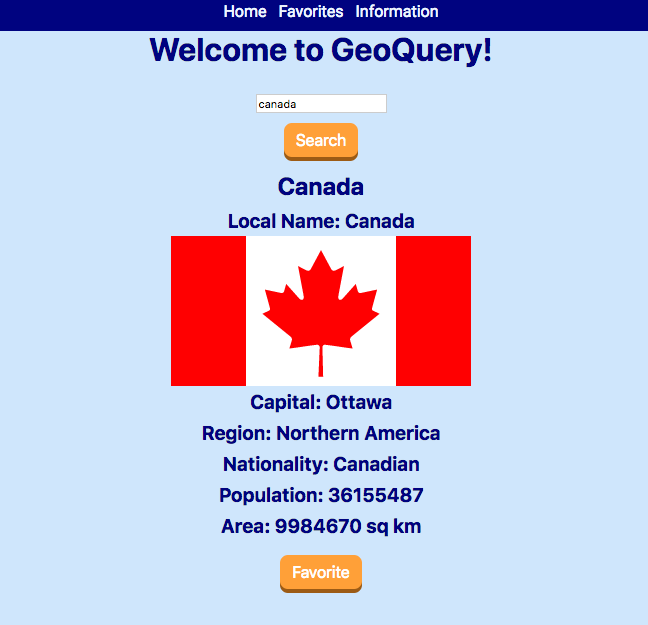 Home Favorites Information
Welcome to GeoQuery!
canada
Search
Canada
Local Name: Canada
Capital: Ottawa
Region: Northern America
Nationality: Canadian
Population: 36155487
Area: 9984670 sq km
Favorite